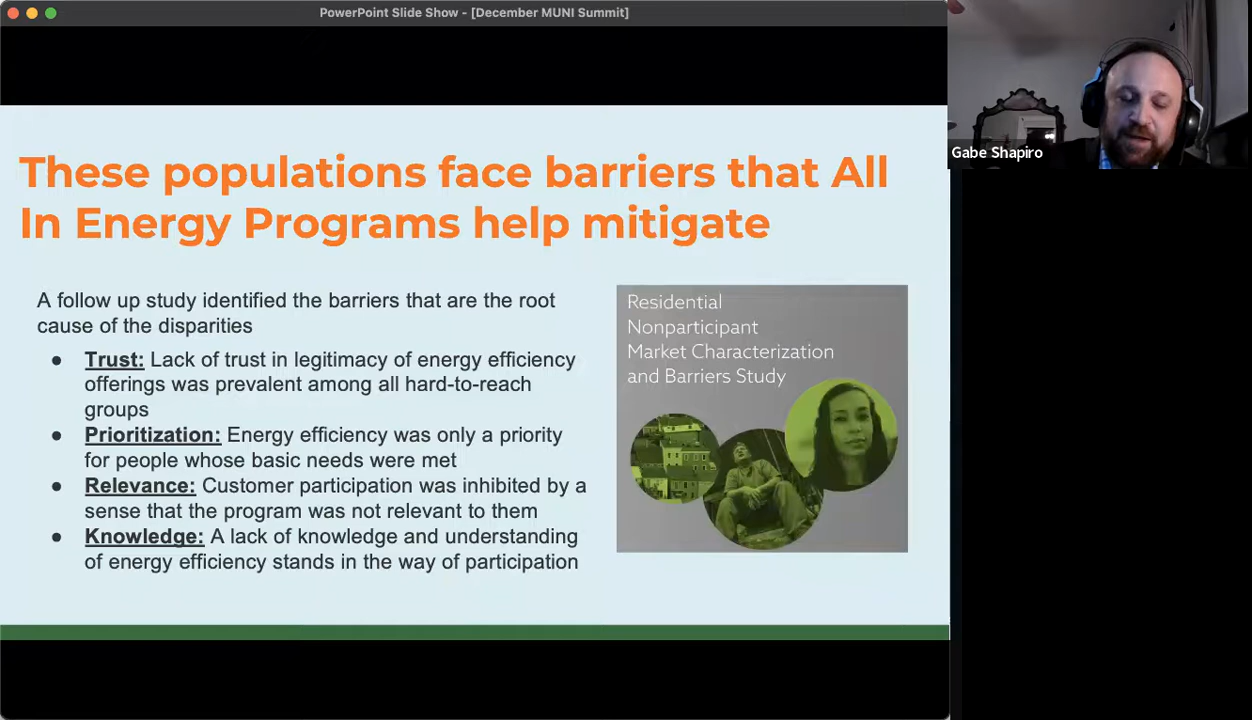 PowerPoint Slide Show - [December MUNI Summit]
Gabe Shapiro
These populations face barriers that All
In Energy Programs help mitigate
A follow up study identified the barriers that are the root
cause of the disparities
● Trust: Lack of trust in legitimacy of energy efficiency
offerings was prevalent among all hard-to-reach
groups
● Prioritization: Energy efficiency was only a priority
for people whose basic needs were met
● Relevance: Customer participation was inhibited by a
sense that the program was not relevant to them
● Knowledge: A lack of knowledge and understanding
of energy efficiency stands in the way of participation
Residential
Nonparticipant
Market Characterization
and Barriers Study